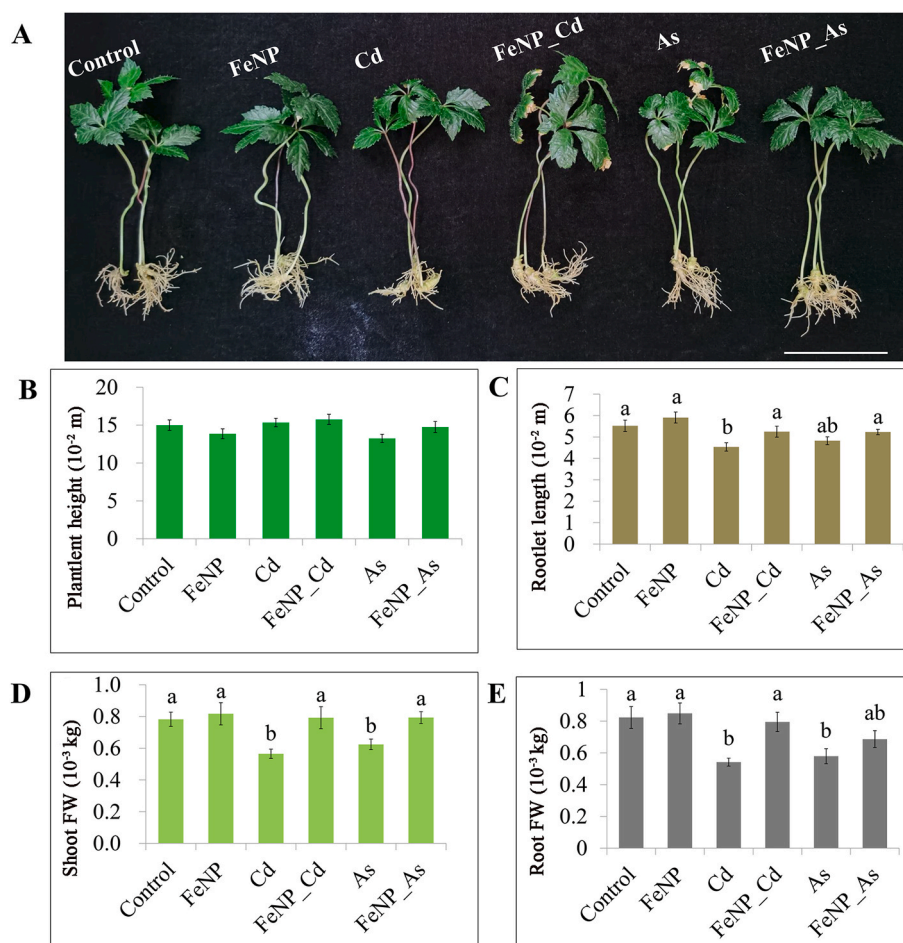 A
Control
FeNP
Cd
FeNP_Cd
As
FeNP_As
B
Plantlent height (10⁻² m)
20
15
10
5
0
Control
FeNP
Cd
FeNP_Cd
As
FeNP_As
C
Rootlet length (10⁻² m)
7
6
5
4
3
2
1
0
a
a
b
a
ab
a
Control
FeNP
Cd
FeNP_Cd
As
FeNP_As
D
Shoot FW (10⁻³ kg)
1.0
0.8
0.6
0.4
0.2
0.0
a
a
b
a
b
a
Control
FeNP
Cd
FeNP_Cd
As
FeNP_As
E
Root FW (10⁻³ kg)
1
0.8
0.6
0.4
0.2
0
a
a
b
a
b
ab
Control
FeNP
Cd
FeNP_Cd
As
FeNP_As